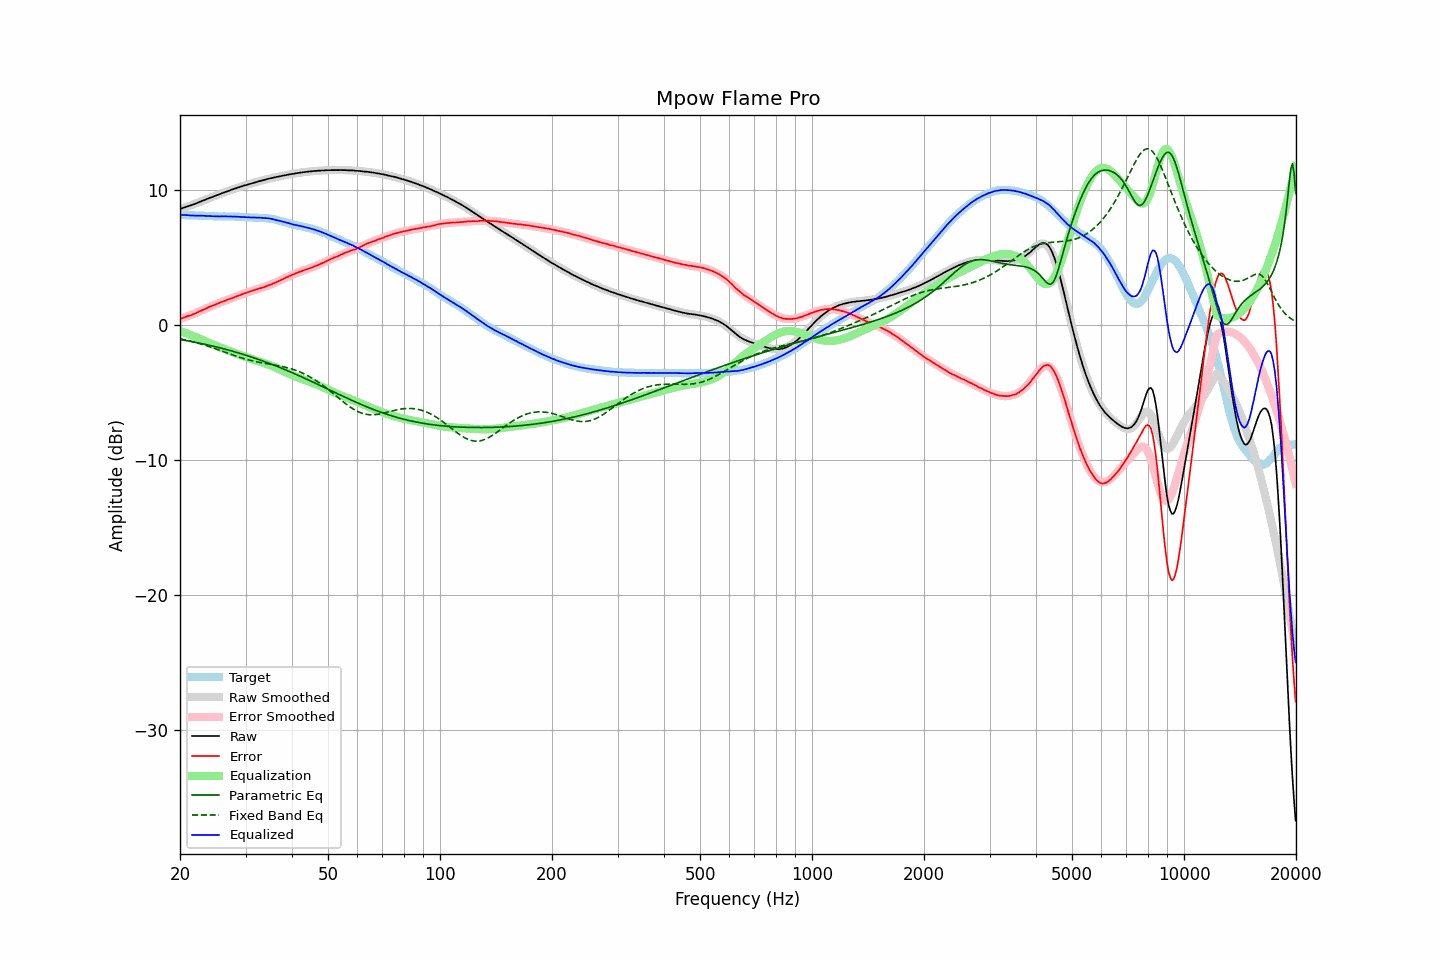 Mpow Flame Pro
Amplitude (dBr)
10
0
−10
−20
−30
Target
Raw Smoothed
Error Smoothed
Raw
Error
Equalization
Parametric Eq
Fixed Band Eq
Equalized
20 50 100 200 500 1000 2000 5000 10000 20000
Frequency (Hz)